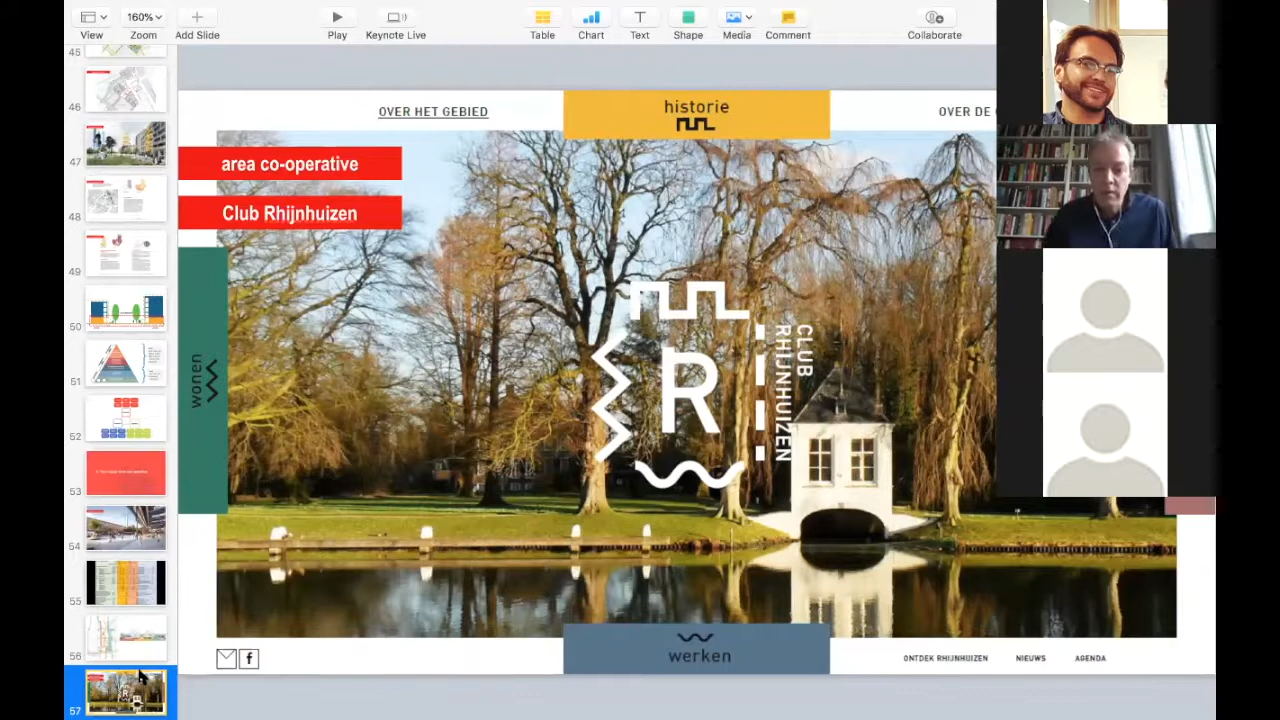 160%
View
Zoom
Add Slide
Play
Keynote Live
Table
Chart
Text
Shape
Media
Comment
Collaborate
45
46
47
48
49
50
51
52
53
54
55
56
57
OVER HET GEBIED
historie
OVER DE
area co-operative
Club Rhijnhuizen
wonen
R
CLUB
RHIJNHUIZEN
werken
f
ONTDEK RHIJNHUIZEN
NIEUWS
AGENDA